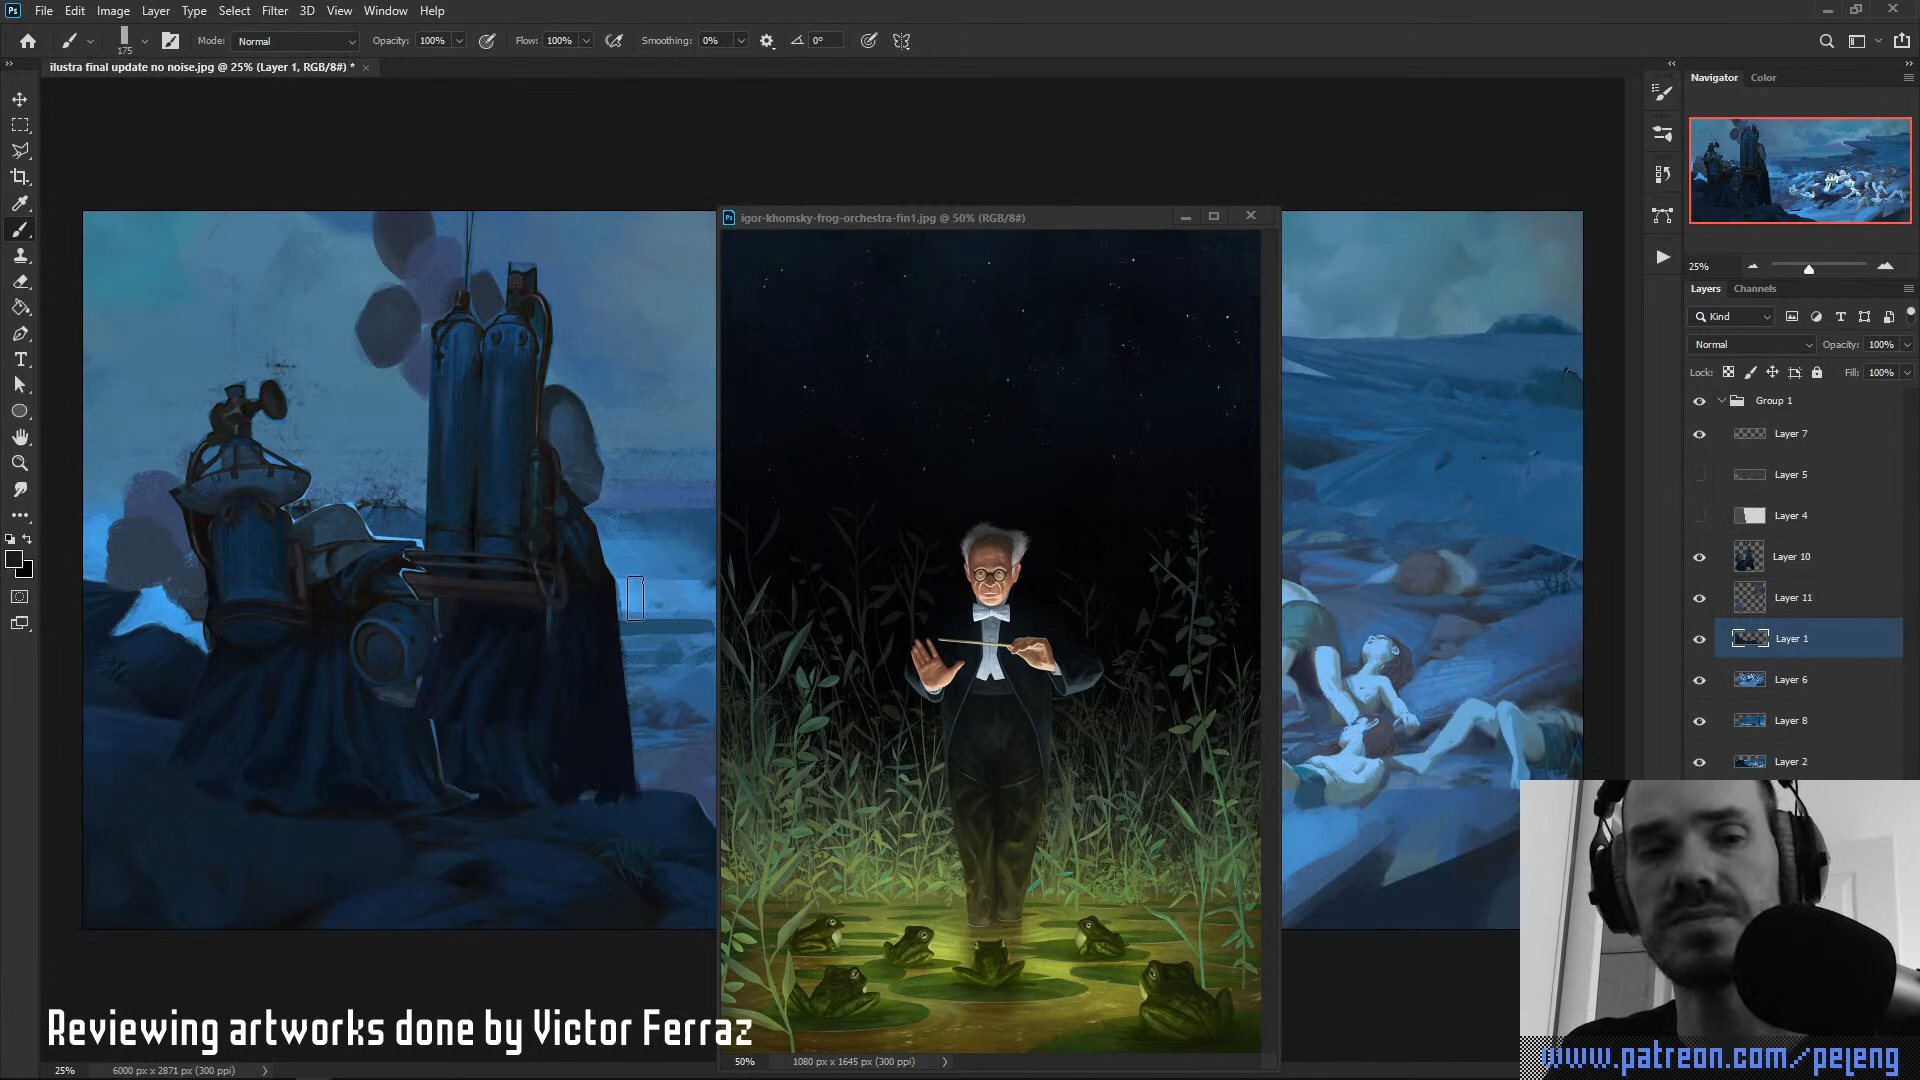 File Edit Image Layer Type Select Filter 3D View Window Help
175 Mode: Normal Opacity: 100% Flow: 100% Smoothing: 0% 0°
ilustra final update no noise.jpg @ 25% (Layer 1, RGB/8#) *
Navigator Color
25%
Layers Channels
Kind
Normal Opacity: 100%
Lock: Fill: 100%
Group 1
Layer 7
Layer 5
Layer 4
Layer 10
Layer 11
Layer 1
Layer 6
Layer 8
Layer 2
igor-khomsky-frog-orchestra-fin1.jpg @ 50% (RGB/8#)
50% 1080 px x 1645 px (300 ppi)
Reviewing artworks done by Victor Ferraz
25% 6000 px x 2871 px (300 ppi)
www.patreon.com/peleng